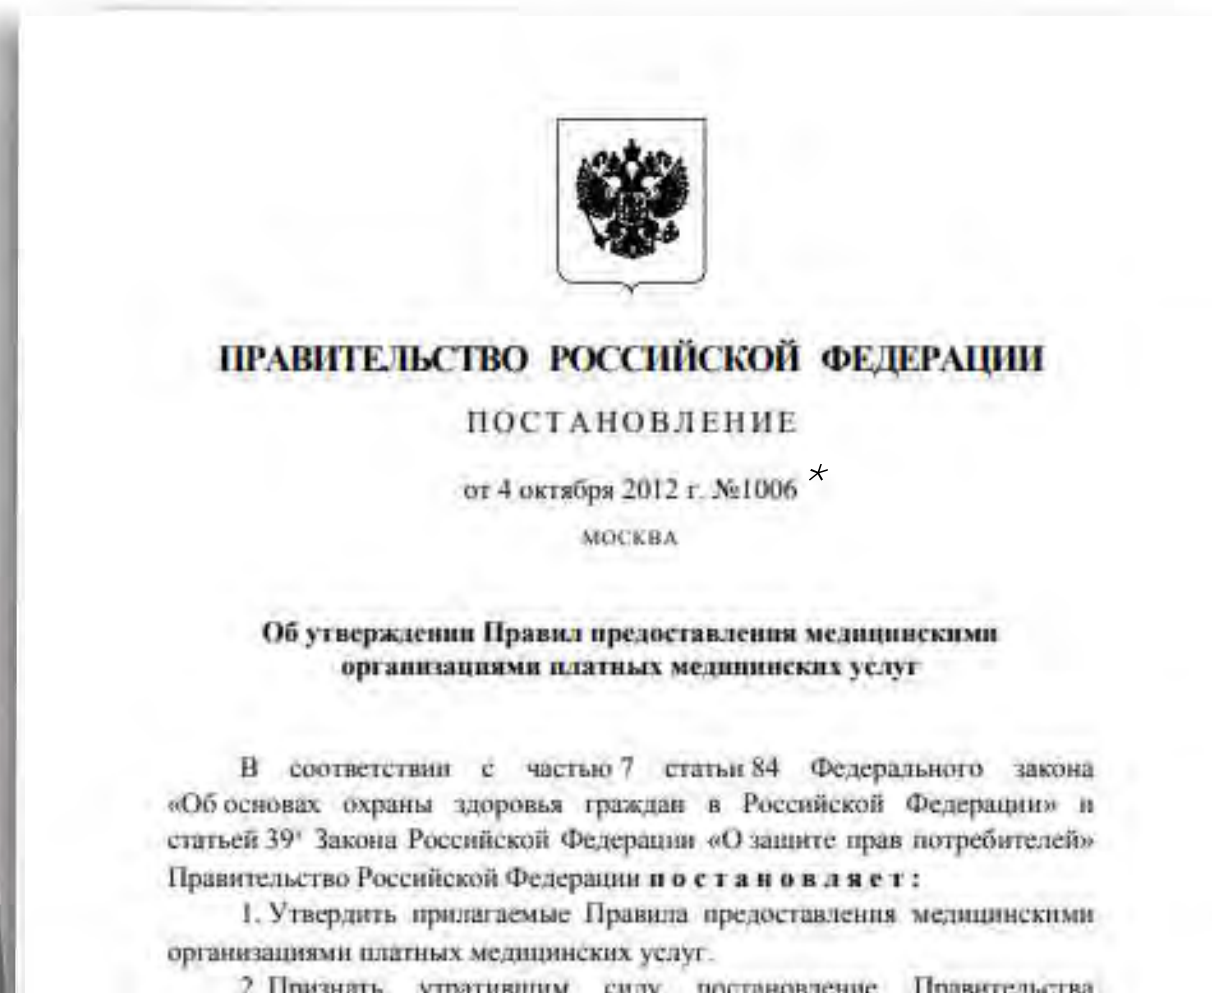 ПРАВИТЕЛЬСТВО РОССИЙСКОЙ ФЕДЕРАЦИИ
ПОСТАНОВЛЕНИЕ
от 4 октября 2012 г. №1006 *
МОСКВА
Об утверждении Правил предоставления медицинскими
организациями платных медицинских услуг
В соответствии с частью 7 статьи 84 Федерального закона
«Об основах охраны здоровья граждан в Российской Федерации» и
статьей 39¹ Закона Российской Федерации «О защите прав потребителей»
Правительство Российской Федерации постановляет:
1. Утвердить прилагаемые Правила предоставления медицинскими
организациями платных медицинских услуг.
2. Признать утратившим силу постановление Правительства